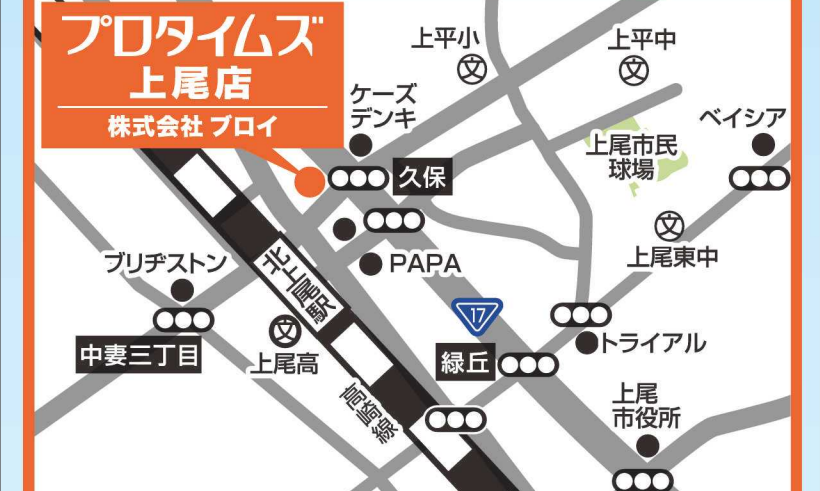 プロタイムズ
上尾店
株式会社 ブロイ
上平小
文
上平中
文
ケーズ
デンキ
ベイシア
上尾市民
球場
久保
文
上尾東中
PAPA
ブリヂストン
北上尾駅
17
中妻三丁目
文
上尾高
トライアル
緑丘
高崎線
上尾
市役所